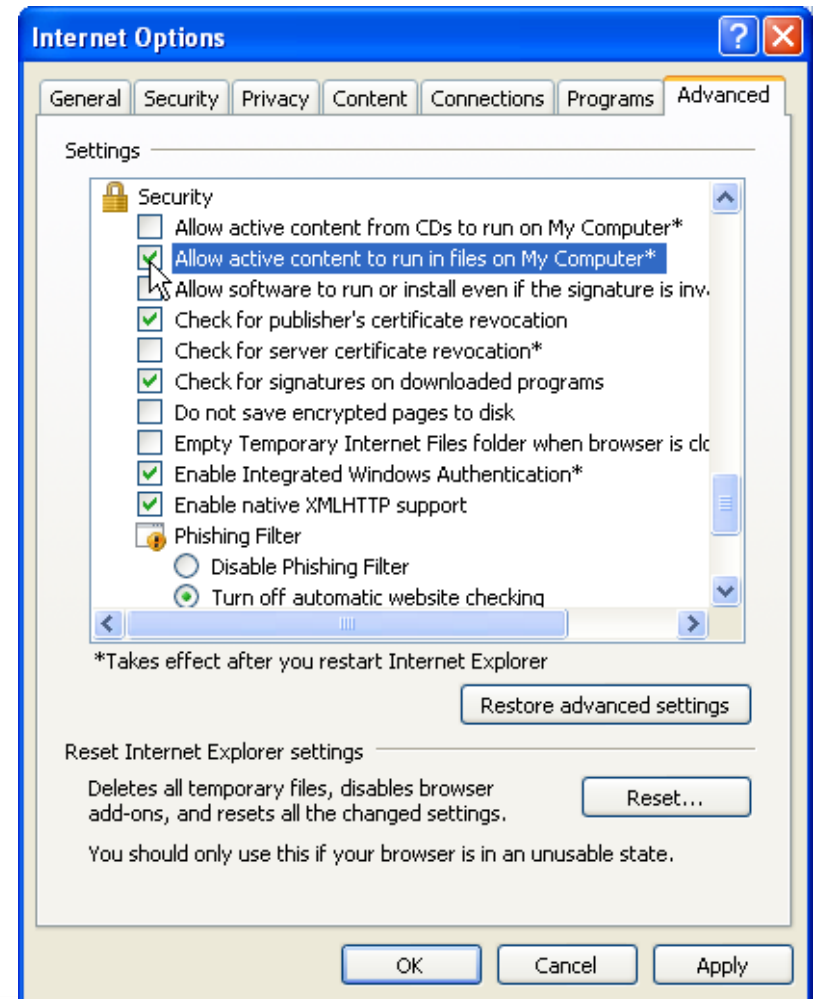 Internet Options
General Security Privacy Content Connections Programs Advanced
Settings
Security
Allow active content from CDs to run on My Computer*
Allow active content to run in files on My Computer*
Allow software to run or install even if the signature is
Check for publisher's certificate revocation
Check for server certificate revocation*
Check for signatures on downloaded programs
Do not save encrypted pages to disk
Empty Temporary Internet Files folder when browser is
Enable Integrated Windows Authentication*
Enable native XMLHTTP support
Phishing Filter
Disable Phishing Filter
Turn off automatic website checking
*Takes effect after you restart Internet Explorer
Restore advanced settings
Reset Internet Explorer settings
Deletes all temporary files, disables browser
add-ons, and resets all the changed settings.
Reset...
You should only use this if your browser is in an unusable state.
OK Cancel Apply